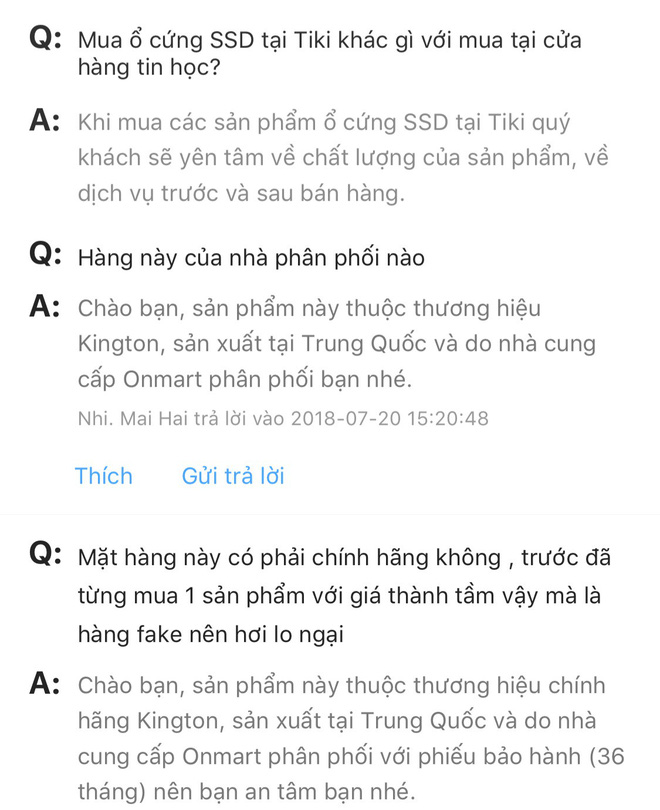 Q: Mua ổ cứng SSD tại Tiki khác gì với mua tại cửa
hàng tin học?
A: Khi mua các sản phẩm ổ cứng SSD tại Tiki quý
khách sẽ yên tâm về chất lượng của sản phẩm, về
dịch vụ trước và sau bán hàng.
Q: Hàng này của nhà phân phối nào
A: Chào bạn, sản phẩm này thuộc thương hiệu
Kington, sản xuất tại Trung Quốc và do nhà cung
cấp Onmart phân phối bạn nhé.
Nhi. Mai Hai trả lời vào 2018-07-20 15:20:48
Thích Gửi trả lời
Q: Mặt hàng này có phải chính hãng không , trước đã
từng mua 1 sản phẩm với giá thành tầm vậy mà là
hàng fake nên hơi lo ngại
A: Chào bạn, sản phẩm này thuộc thương hiệu chính
hãng Kington, sản xuất tại Trung Quốc và do nhà
cung cấp Onmart phân phối với phiếu bảo hành (36
tháng) nên bạn an tâm bạn nhé.